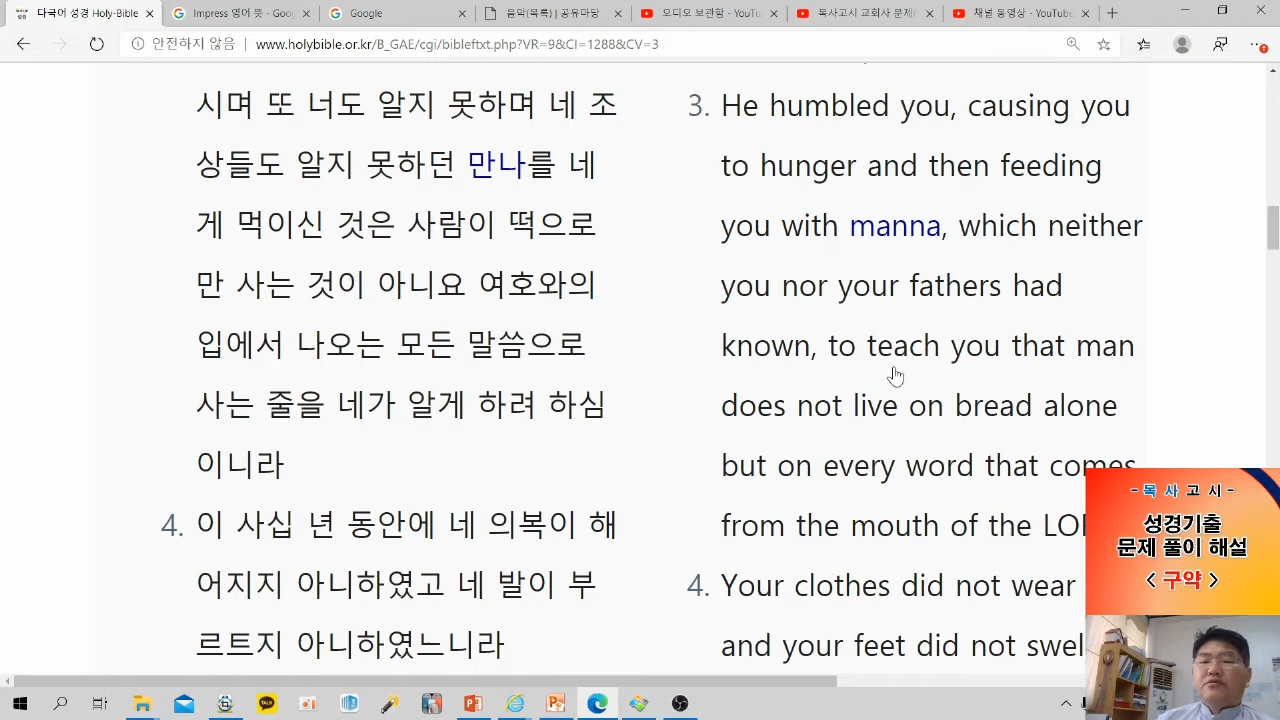 다국어 성경 Holy-Bible
Impress 영어 뜻 - Goo
Google
음악(목록) | 공유마당
오디오 보관함 - YouTu
목사고시 교회사 문제(
채널 동영상 - YouTube
안전하지 않음 | www.holybible.or.kr/B_GAE/cgi/bibleftxt.php?VR=9&CI=1288&CV=3
시며 또 너도 알지 못하며 네 조
상들도 알지 못하던 만나를 네
게 먹이신 것은 사람이 떡으로
만 사는 것이 아니요 여호와의
입에서 나오는 모든 말씀으로
사는 줄을 네가 알게 하려 하심
이니라
4. 이 사십 년 동안에 네 의복이 해
어지지 아니하였고 네 발이 부
르트지 아니하였느니라
3. He humbled you, causing you
to hunger and then feeding
you with manna, which neither
you nor your fathers had
known, to teach you that man
does not live on bread alone
but on every word that comes
from the mouth of the LO
4. Your clothes did not wear
and your feet did not swel
- 목 사 고 시 -
성경기출
문제 풀이 해설
< 구약 >
TALK